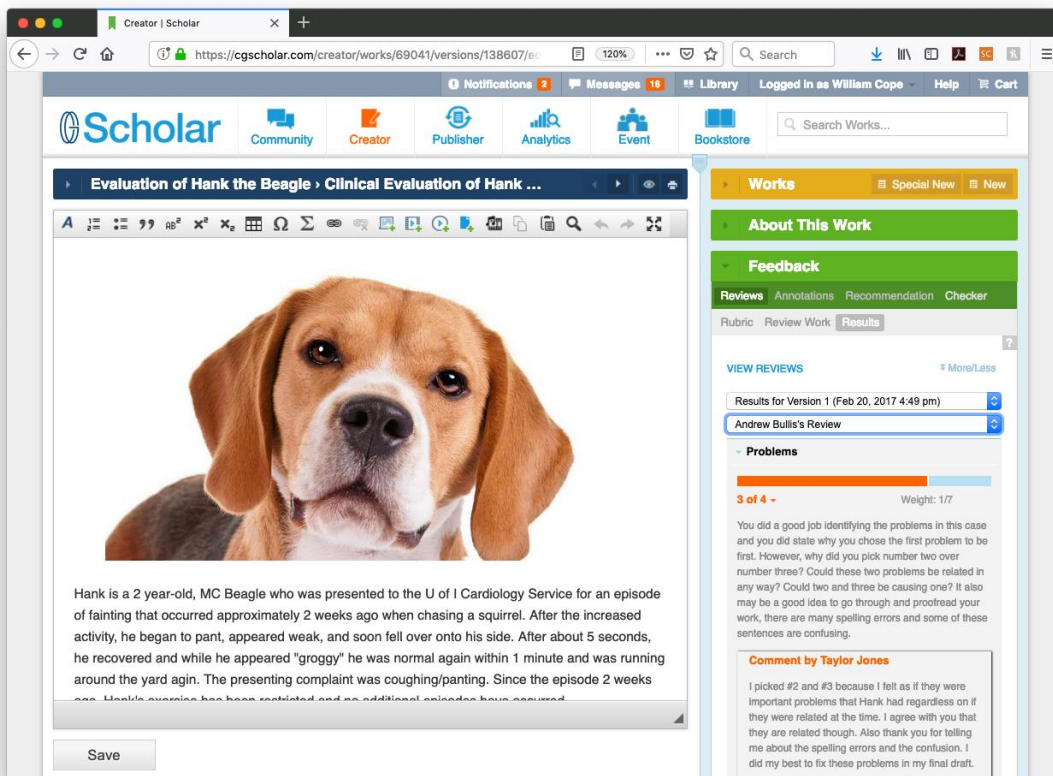 Creator | Scholar
https://cgscholar.com/creator/works/69041/versions/138607/ed
120%
Search
Notifications 2 Messages 16 Library Logged in as William Cope Help Cart
Scholar
Community
Creator
Publisher
Analytics
Event
Bookstore
Search Works...
Evaluation of Hank the Beagle › Clinical Evaluation of Hank ...
Hank is a 2 year-old, MC Beagle who was presented to the U of I Cardiology Service for an episode
of fainting that occurred approximately 2 weeks ago when chasing a squirrel. After the increased
activity, he began to pant, appeared weak, and soon fell over onto his side. After about 5 seconds,
he recovered and while he appeared "groggy" he was normal again within 1 minute and was running
around the yard agin. The presenting complaint was coughing/panting. Since the episode 2 weeks
ago, Hank's exercise has been restricted and no additional episodes have occurred.
Save
Works
Special New
New
About This Work
Feedback
Reviews Annotations Recommendation Checker
Rubric Review Work Results
?
VIEW REVIEWS
More/Less
Results for Version 1 (Feb 20, 2017 4:49 pm)
Andrew Bullis's Review
Problems
3 of 4
Weight: 1/7
You did a good job identifying the problems in this case
and you did state why you chose the first problem to be
first. However, why did you pick number two over
number three? Could these two problems be related in
any way? Could two and three be causing one? It also
may be a good idea to go through and proofread your
work, there are many spelling errors and some of these
sentences are confusing.
Comment by Taylor Jones
I picked #2 and #3 because I felt as if they were
important problems that Hank had regardless on if
they were related at the time. I agree with you that
they are related though. Also thank you for telling
me about the spelling errors and the confusion. I
did my best to fix these problems in my final draft.